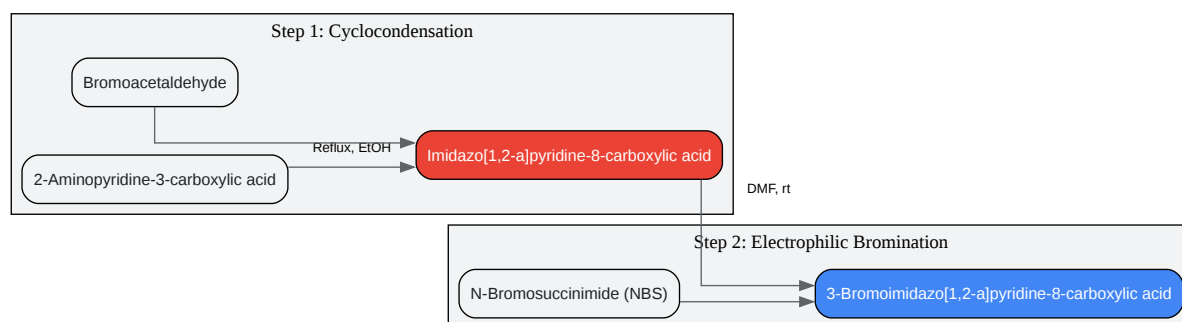 Step 1: Cyclocondensation
Bromoacetaldehyde
Reflux, EtOH
Imidazo[1,2-a]pyridine-8-carboxylic acid
2-Aminopyridine-3-carboxylic acid
DMF, rt
Step 2: Electrophilic Bromination
N-Bromosuccinimide (NBS)
3-Bromoimidazo[1,2-a]pyridine-8-carboxylic acid